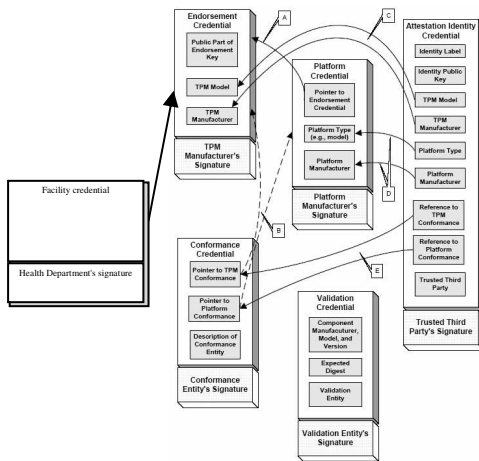 Endorsement
Credential
Public Part of
Endorsement
Key
TPM Model
TPM
Manufacturer
TPM
Manufacturer's
Signature
A
C
Attestation Identity
Credential
Identity Label
Identity Public
Key
TPM Model
TPM
Manufacturer
Platform Type
Platform
Manufacturer
Reference to
TPM
Conformance
Reference to
Platform
Conformance
Trusted Third
Party
Trusted Third
Party's Signature
Platform
Credential
Pointer to
Endorsement
Credential
Platform Type
(e.g., model)
Platform
Manufacturer
Platform
Manufacturer's
Signature
D
B
E
Facility credential
Health Department's signature
Conformance
Credential
Pointer to TPM
Conformance
Pointer to
Platform
Conformance
Description of
Conformance
Entity
Conformance
Entity's Signature
Validation
Credential
Component
Manufacuturer,
Model, and
Version
Expected
Digest
Validation
Entity
Validation Entity's
Signature